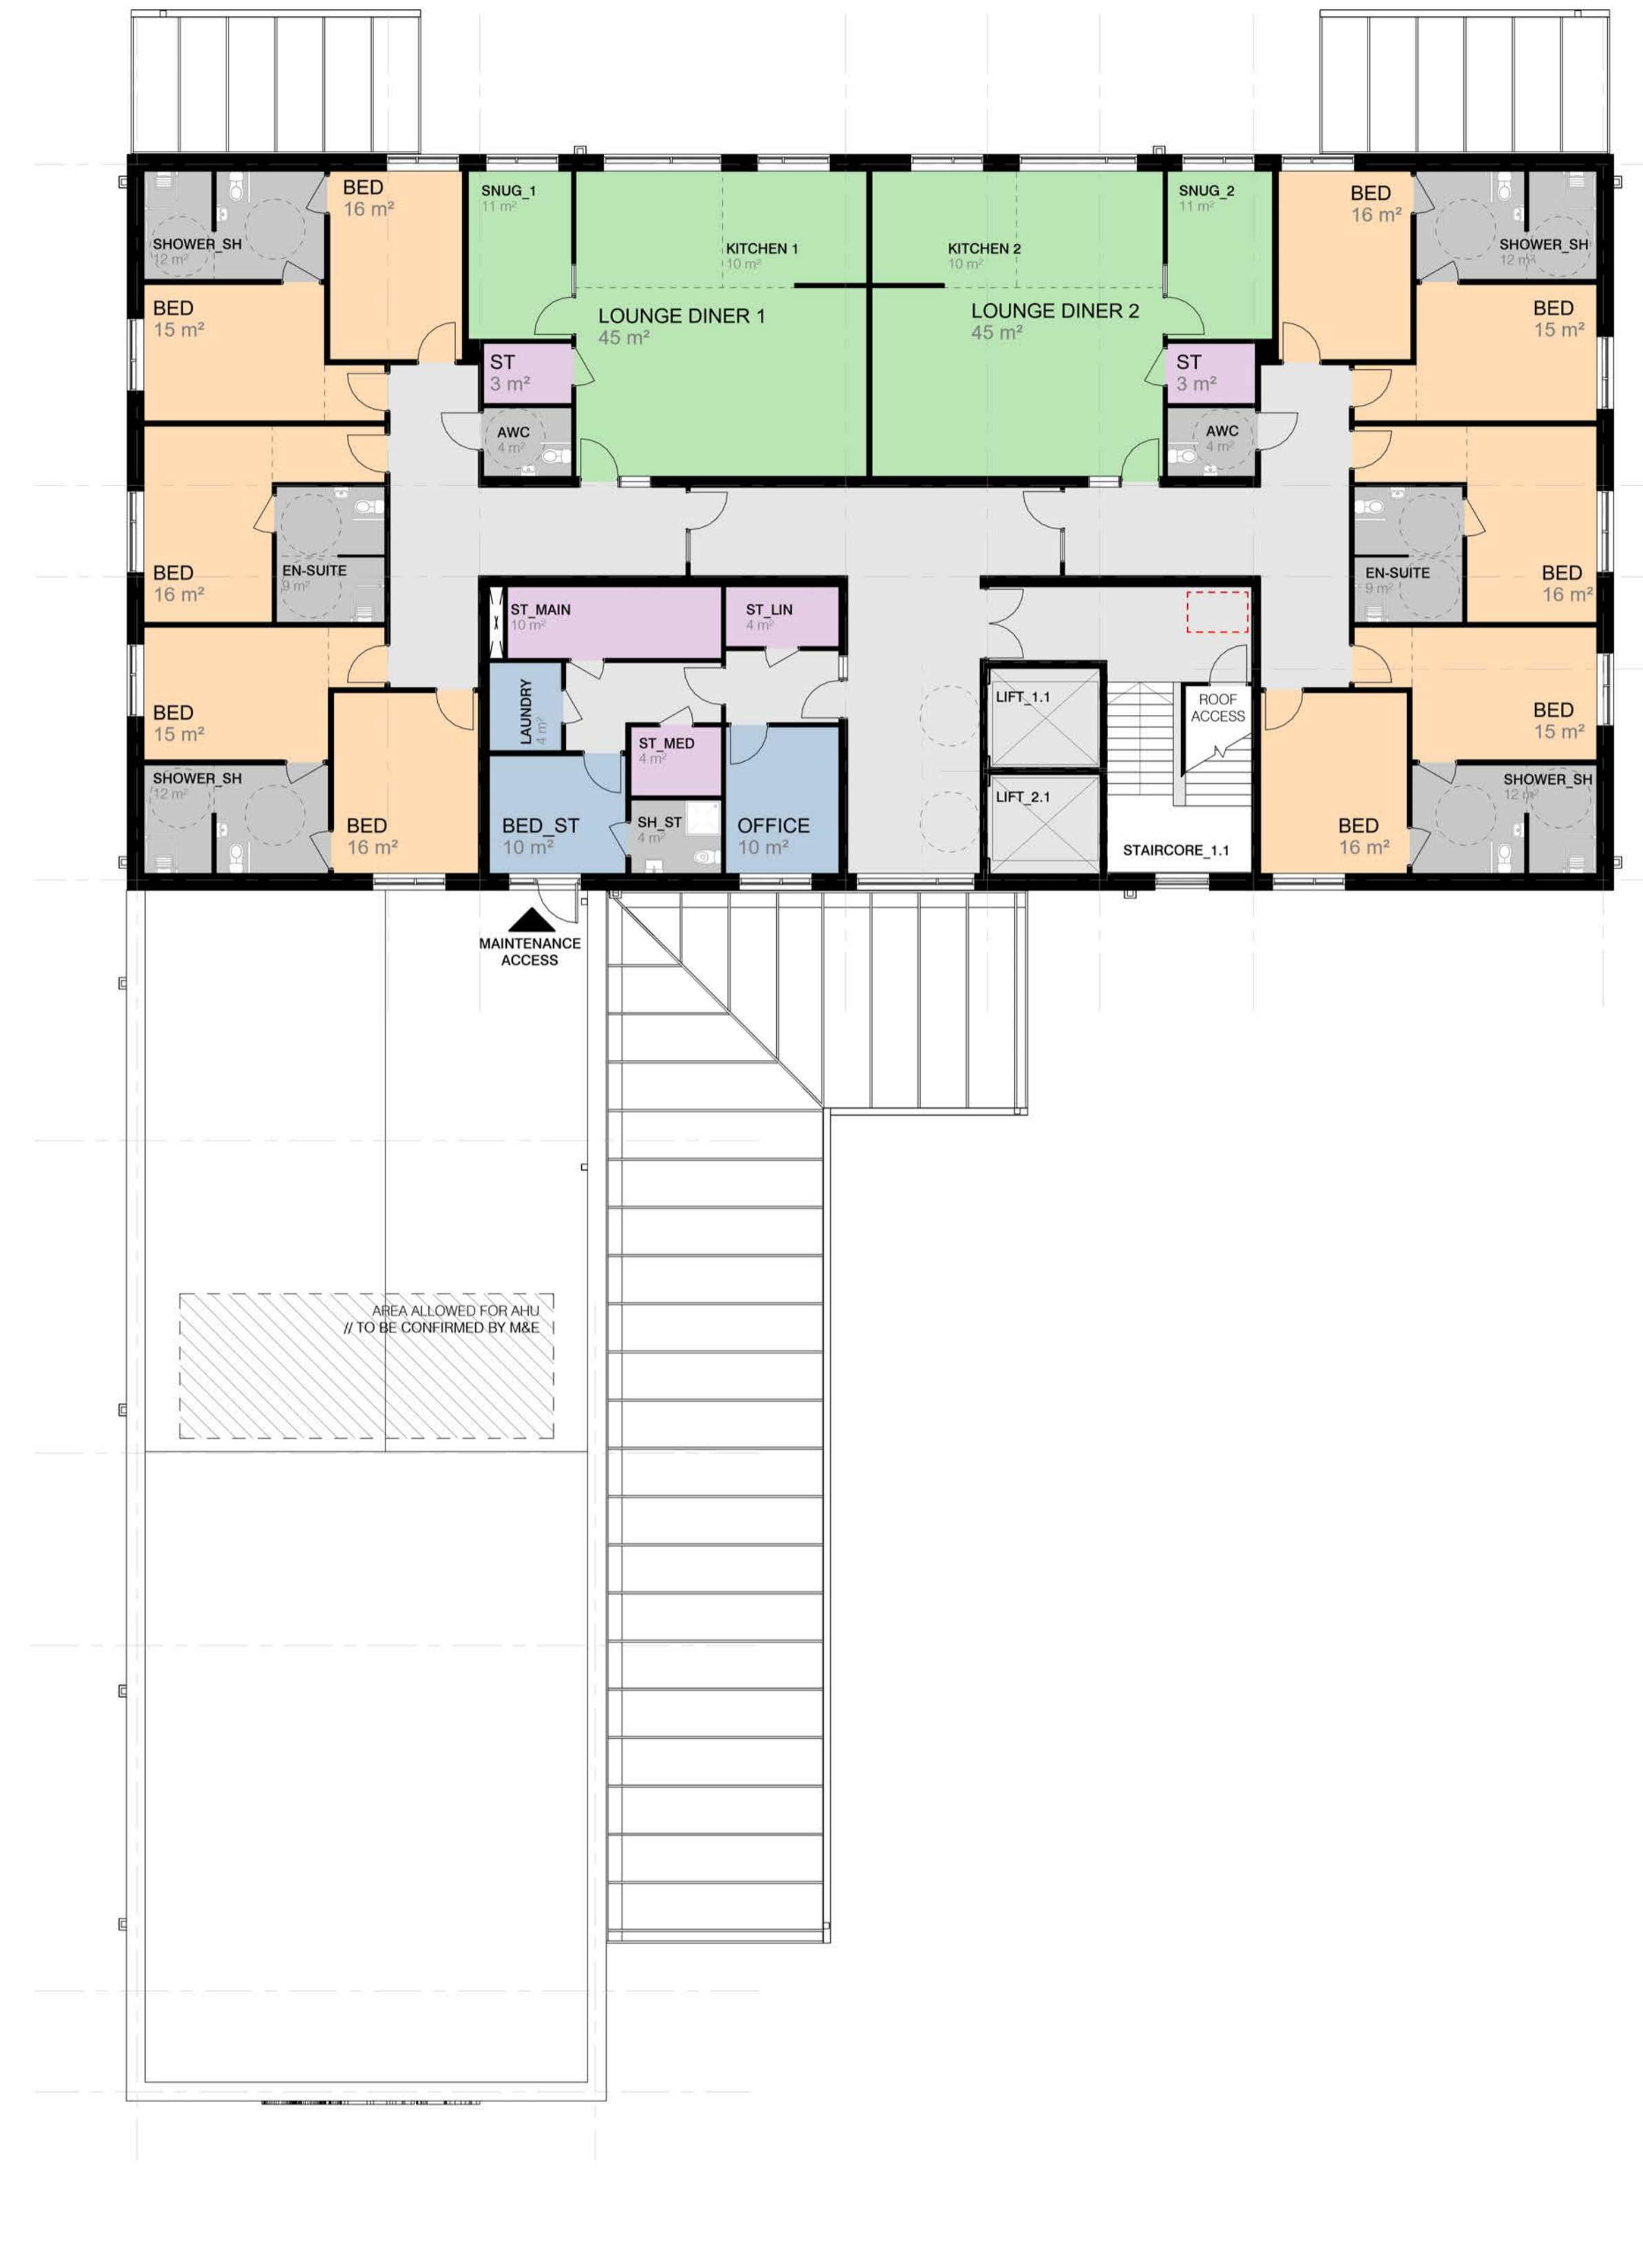 BED
16 m²
SNUG_1
11 m²
SNUG_2
11 m²
BED
16 m²
SHOWER_SH
12 m²
KITCHEN 1
10 m²
KITCHEN 2
10 m²
SHOWER_SH
12 m²
BED
15 m²
LOUNGE DINER 1
45 m²
LOUNGE DINER 2
45 m²
BED
15 m²
ST
3 m²
ST
3 m²
AWC
4 m²
AWC
4 m²
BED
16 m²
EN-SUITE
9 m²
EN-SUITE
9 m²
BED
16 m²
ST_MAIN
10 m²
ST_LIN
4 m²
BED
15 m²
LAUNDRY
4 m²
ST_MED
4 m²
LIFT_1.1
ROOF
ACCESS
BED
15 m²
SHOWER_SH
12 m²
BED
16 m²
BED_ST
10 m²
SH_ST
4 m²
OFFICE
10 m²
LIFT_2.1
STAIRCORE_1.1
BED
16 m²
SHOWER_SH
12 m²
MAINTENANCE
ACCESS
AREA ALLOWED FOR AHU
// TO BE CONFIRMED BY M&E